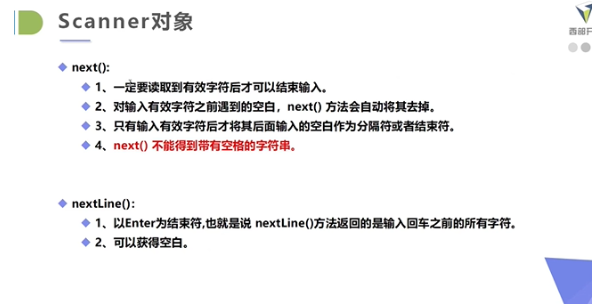 Scanner对象
西部开
next():
1、一定要读取到有效字符后才可以结束输入。
2、对输入有效字符之前遇到的空白，next() 方法会自动将其去掉。
3、只有输入有效字符后才将其后面输入的空白作为分隔符或者结束符。
4、next() 不能得到带有空格的字符串。
nextLine()：
1、以Enter为结束符,也就是说 nextLine()方法返回的是输入回车之前的所有字符。
2、可以获得空白。